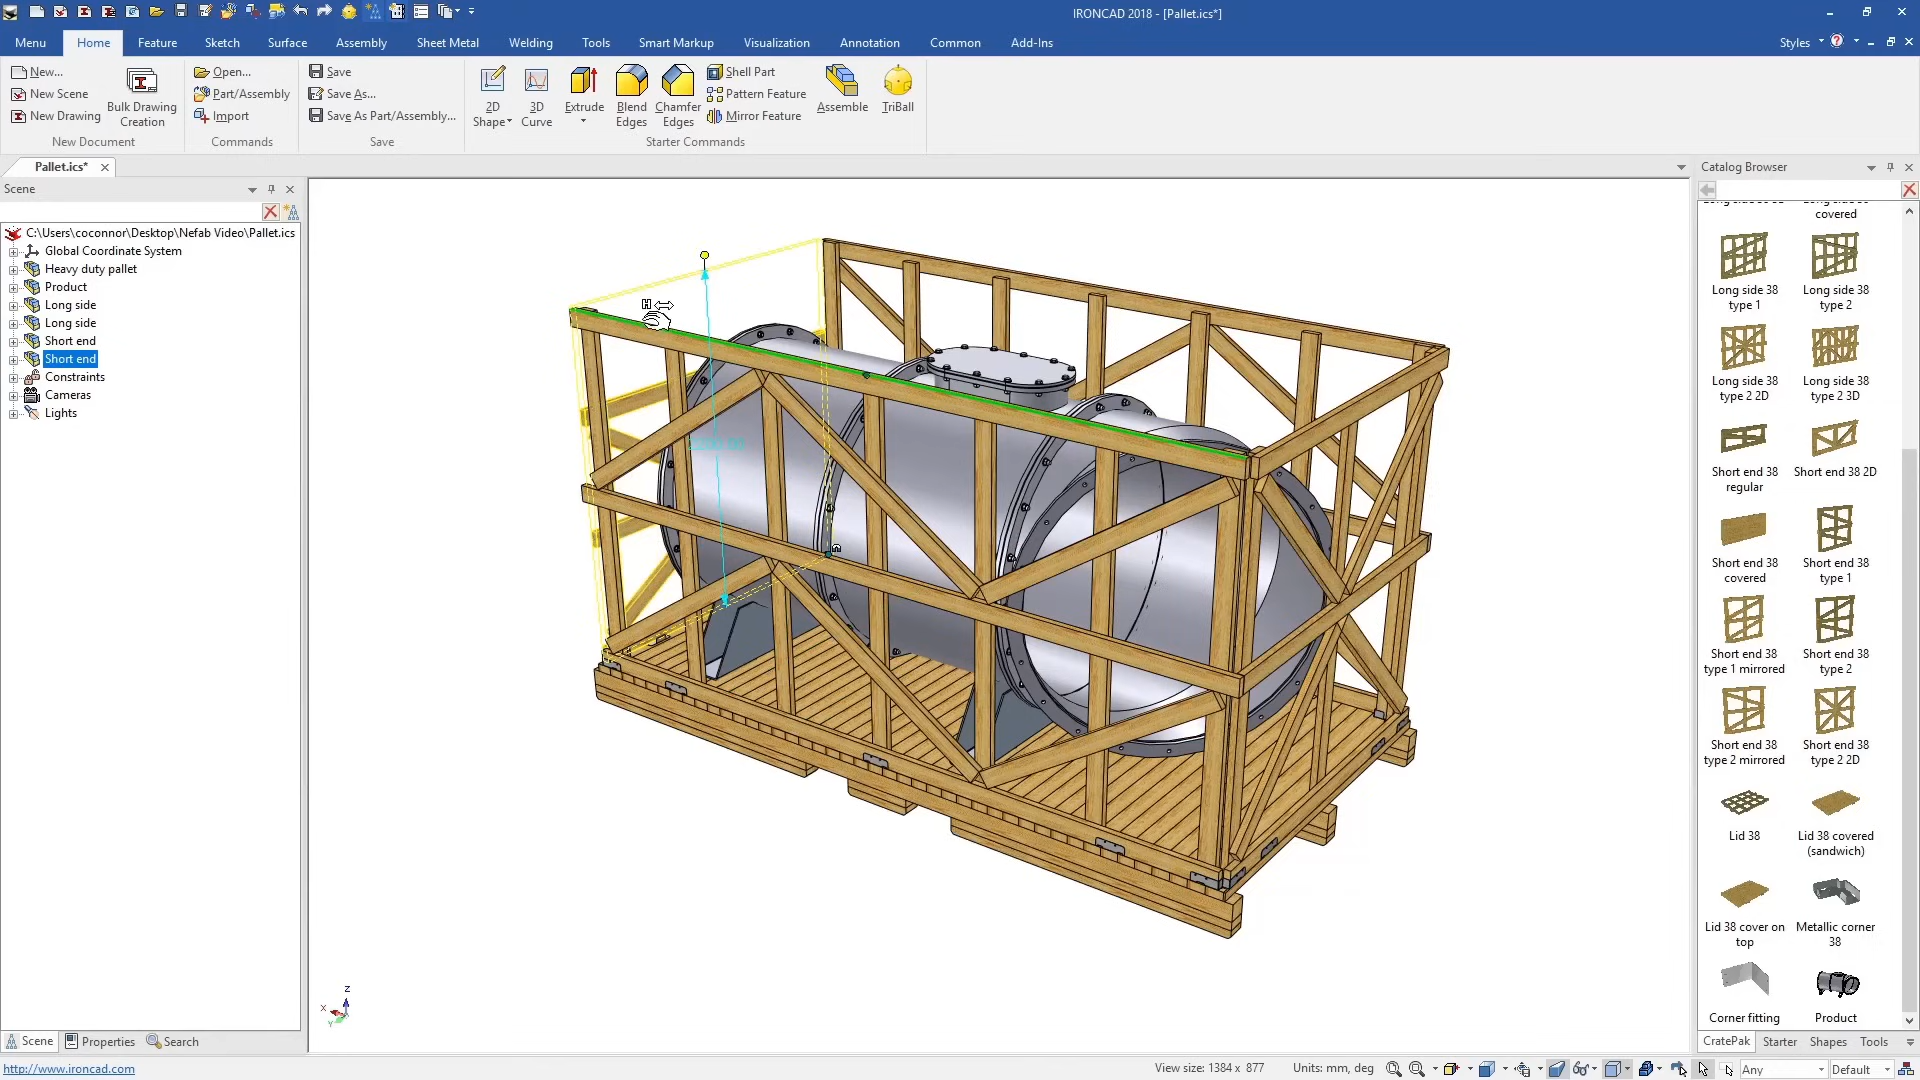 IRONCAD 2018 - [Pallet.ics*]
Menu Home Feature Sketch Surface Assembly Sheet Metal Welding Tools Smart Markup Visualization Annotation Common Add-Ins Styles
New...
New Scene
New Drawing
Bulk Drawing
Creation
New Document
Open...
Part/Assembly
Import
Commands
Save
Save As...
Save As Part/Assembly...
Save
2D
Shape
3D
Curve
Extrude
Blend
Edges
Chamfer
Edges
Shell Part
Pattern Feature
Mirror Feature
Assemble
TriBall
Starter Commands
Pallet.ics*
Scene
C:\Users\coconnor\Desktop\Nefab Video\Pallet.ics
Global Coordinate System
Heavy duty pallet
Product
Long side
Long side
Short end
Short end
Constraints
Cameras
Lights
Z
X
Y
Catalog Browser
covered
Long side 38
type 1
Long side 38
type 2
Long side 38
type 2 2D
Long side 38
type 2 3D
Short end 38
regular
Short end 38 2D
Short end 38
covered
Short end 38
type 1
Short end 38
type 1 mirrored
Short end 38
type 2
Short end 38
type 2 mirrored
Short end 38
type 2 2D
Lid 38
Lid 38 covered
(sandwich)
Lid 38 cover on
top
Metallic corner
38
Corner fitting
Product
Scene Properties Search
CratePak Starter Shapes Tools
http://www.ironcad.com
View size: 1384 x 877
Units: mm, deg
Any
Default